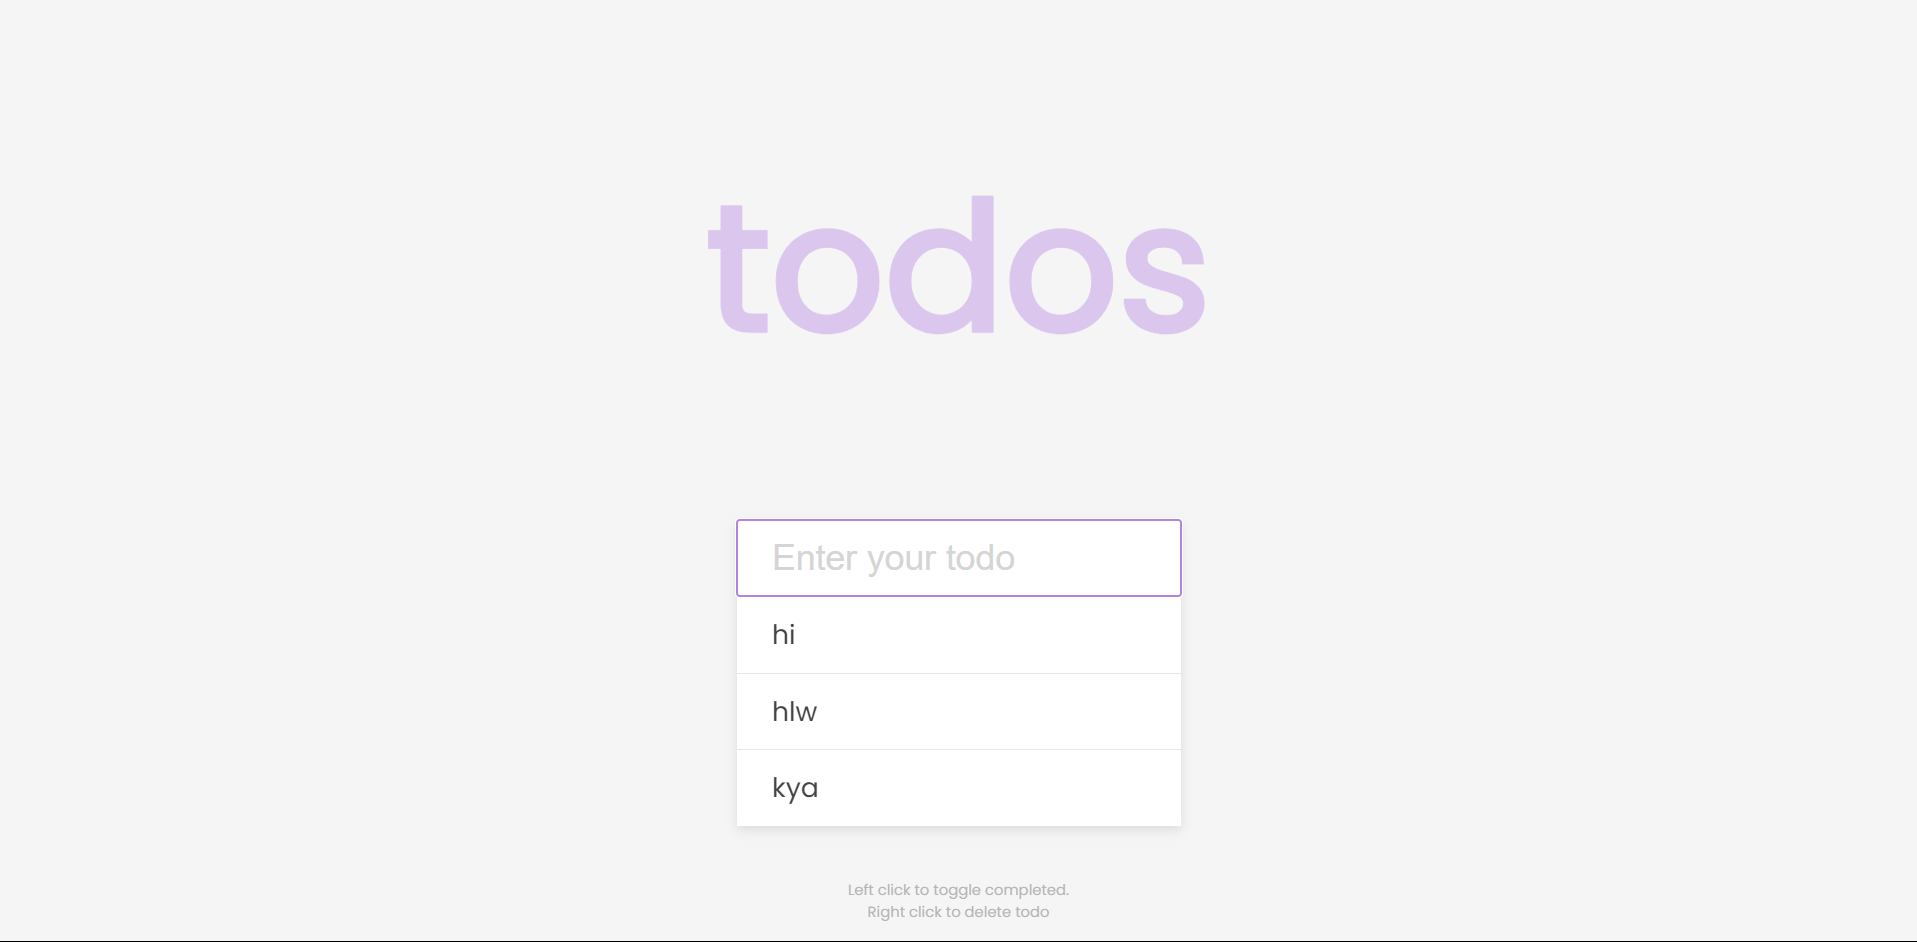 todos
Enter your todo
hi
hlw
kya
Left click to toggle completed.
Right click to delete todo